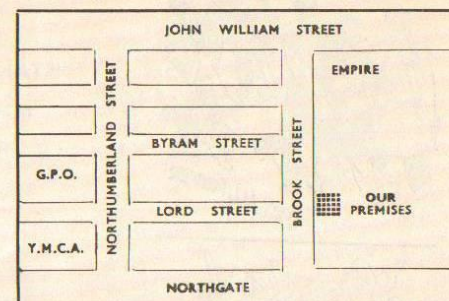 JOHN WILLIAM STREET
EMPIRE
NORTHUMBERLAND STREET
BROOK STREET
BYRAM STREET
G.P.O.
OUR
PREMISES
LORD STREET
Y.M.C.A.
NORTHGATE